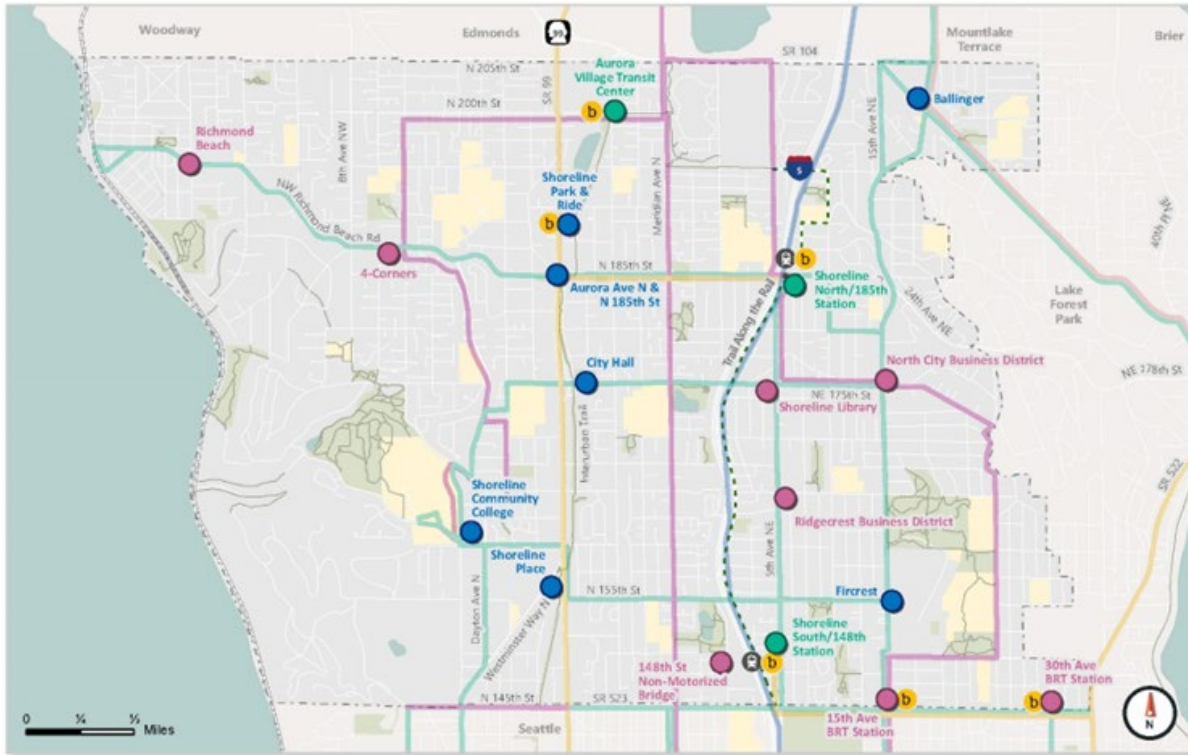 Woodway
Edmonds
99
Mountlake
Terrace
Brier
SR 104
N 205th St
SR 99
Aurora
Village Transit
Center
b
N 200th St
15th Ave NE
Ballinger
Richmond
Beach
8th Ave NW
Meridian Ave N
5
Shoreline
Park &
Ride
b
NW Richmond Beach Rd
40th Pl NE
4-Corners
N 185th St
b
Aurora Ave N &
N 185th St
Shoreline
North/185th
Station
24th Ave NE
Lake
Forest
Park
Trail Along the Rail
City Hall
North City Business District
NE 178th St
NE 175th St
Shoreline Library
Interurban Trail
SR 522
Shoreline
Community
College
Ridgecrest Business District
5th Ave NE
Shoreline
Place
N 155th St
Fircrest
Dayton Ave N
Westminster Way N
Shoreline
South/148th
Station
148th St
Non-Motorized
Bridge
b
30th Ave
BRT Station
N 145th St
SR 523
b
b
15th Ave
BRT Station
0
Miles
Seattle
N